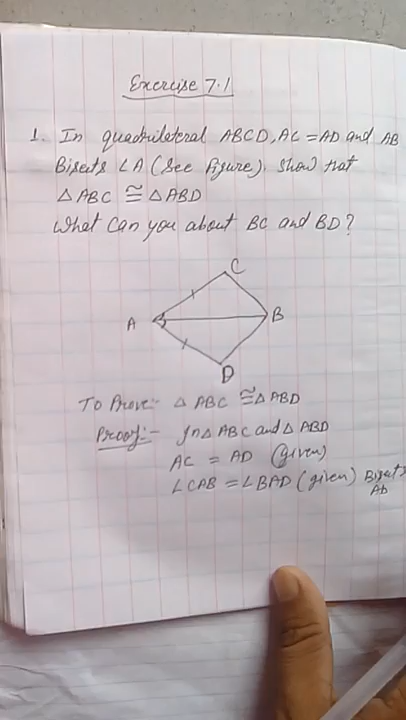 Exercise 7.1
1. In quadrilateral ABCD, AC = AD and AB
Bisects ∠A (See figure). Show that
△ABC ≅ △ABD
What can you about BC and BD?
C
A
B
D
To Prove:- △ ABC ≅ △ ABD
Proof:- In △ ABC and △ ABD
AC = AD (given)
∠CAB = ∠BAD (given) Bisects
Ab